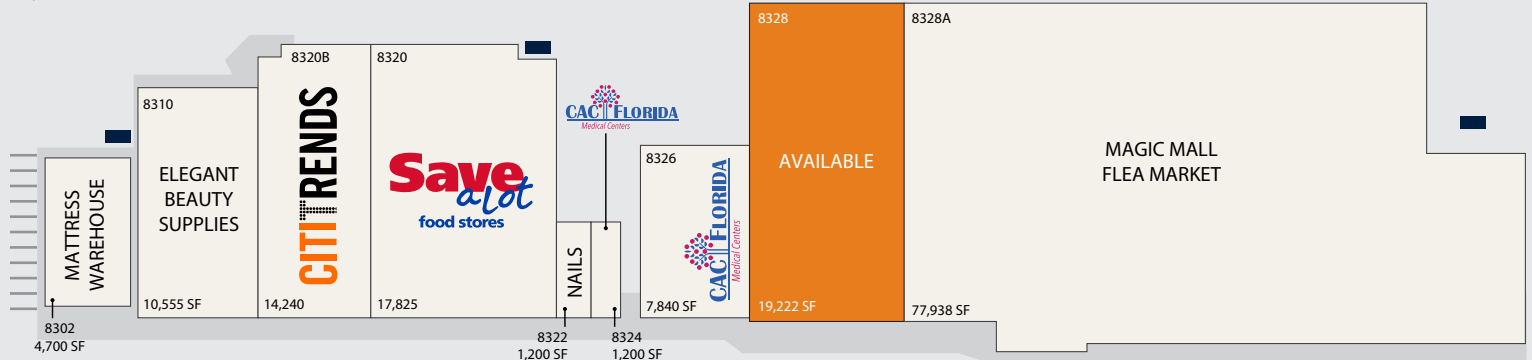 8302
4,700 SF
MATTRESS
WAREHOUSE
8310
ELEGANT
BEAUTY
SUPPLIES
10,555 SF
8320B
CITITRENDS
14,240
8320
Save
a lot
food stores
17,825
NAILS
8322
1,200 SF
CAC FLORIDA
Medical Centers
8324
1,200 SF
8326
CAC FLORIDA
Medical Centers
7,840 SF
8328
AVAILABLE
19,222 SF
8328A
MAGIC MALL
FLEA MARKET
77,938 SF